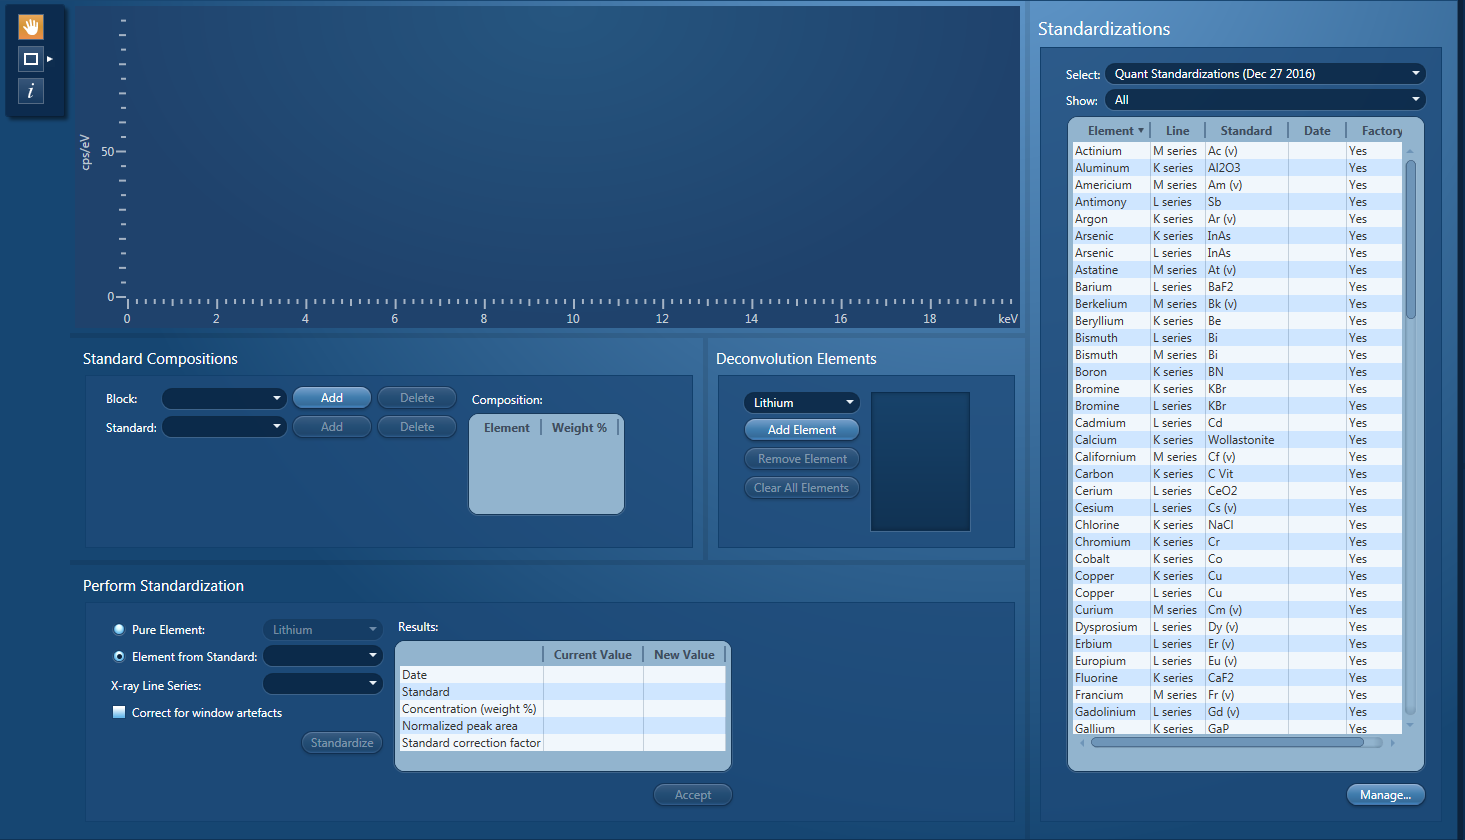 i
cps/eV
50
0
0 2 4 6 8 10 12 14 16 18 keV
Standard Compositions
Block: Add Delete
Standard: Add Delete
Composition:
Element Weight %
Deconvolution Elements
Lithium
Add Element
Remove Element
Clear All Elements
Perform Standardization
Pure Element: Lithium
Element from Standard:
X-ray Line Series:
Correct for window artefacts
Standardize
Results:
Current Value New Value
Date
Standard
Concentration (weight %)
Normalized peak area
Standard correction factor
Accept
Standardizations
Select: Quant Standardizations (Dec 27 2016)
Show: All
Element Line Standard Date Factory
Actinium M series Ac (v) Yes
Aluminum K series Al2O3 Yes
Americium M series Am (v) Yes
Antimony L series Sb Yes
Argon K series Ar (v) Yes
Arsenic K series InAs Yes
Arsenic L series InAs Yes
Astatine M series At (v) Yes
Barium L series BaF2 Yes
Berkelium M series Bk (v) Yes
Beryllium K series Be Yes
Bismuth L series Bi Yes
Bismuth M series Bi Yes
Boron K series BN Yes
Bromine K series KBr Yes
Bromine L series KBr Yes
Cadmium L series Cd Yes
Calcium K series Wollastonite Yes
Californium M series Cf (v) Yes
Carbon K series C Vit Yes
Cerium L series CeO2 Yes
Cesium L series Cs (v) Yes
Chlorine K series NaCl Yes
Chromium K series Cr Yes
Cobalt K series Co Yes
Copper K series Cu Yes
Copper L series Cu Yes
Curium M series Cm (v) Yes
Dysprosium L series Dy (v) Yes
Erbium L series Er (v) Yes
Europium L series Eu (v) Yes
Fluorine K series CaF2 Yes
Francium M series Fr (v) Yes
Gadolinium L series Gd (v) Yes
Gallium K series GaP Yes
Manage...